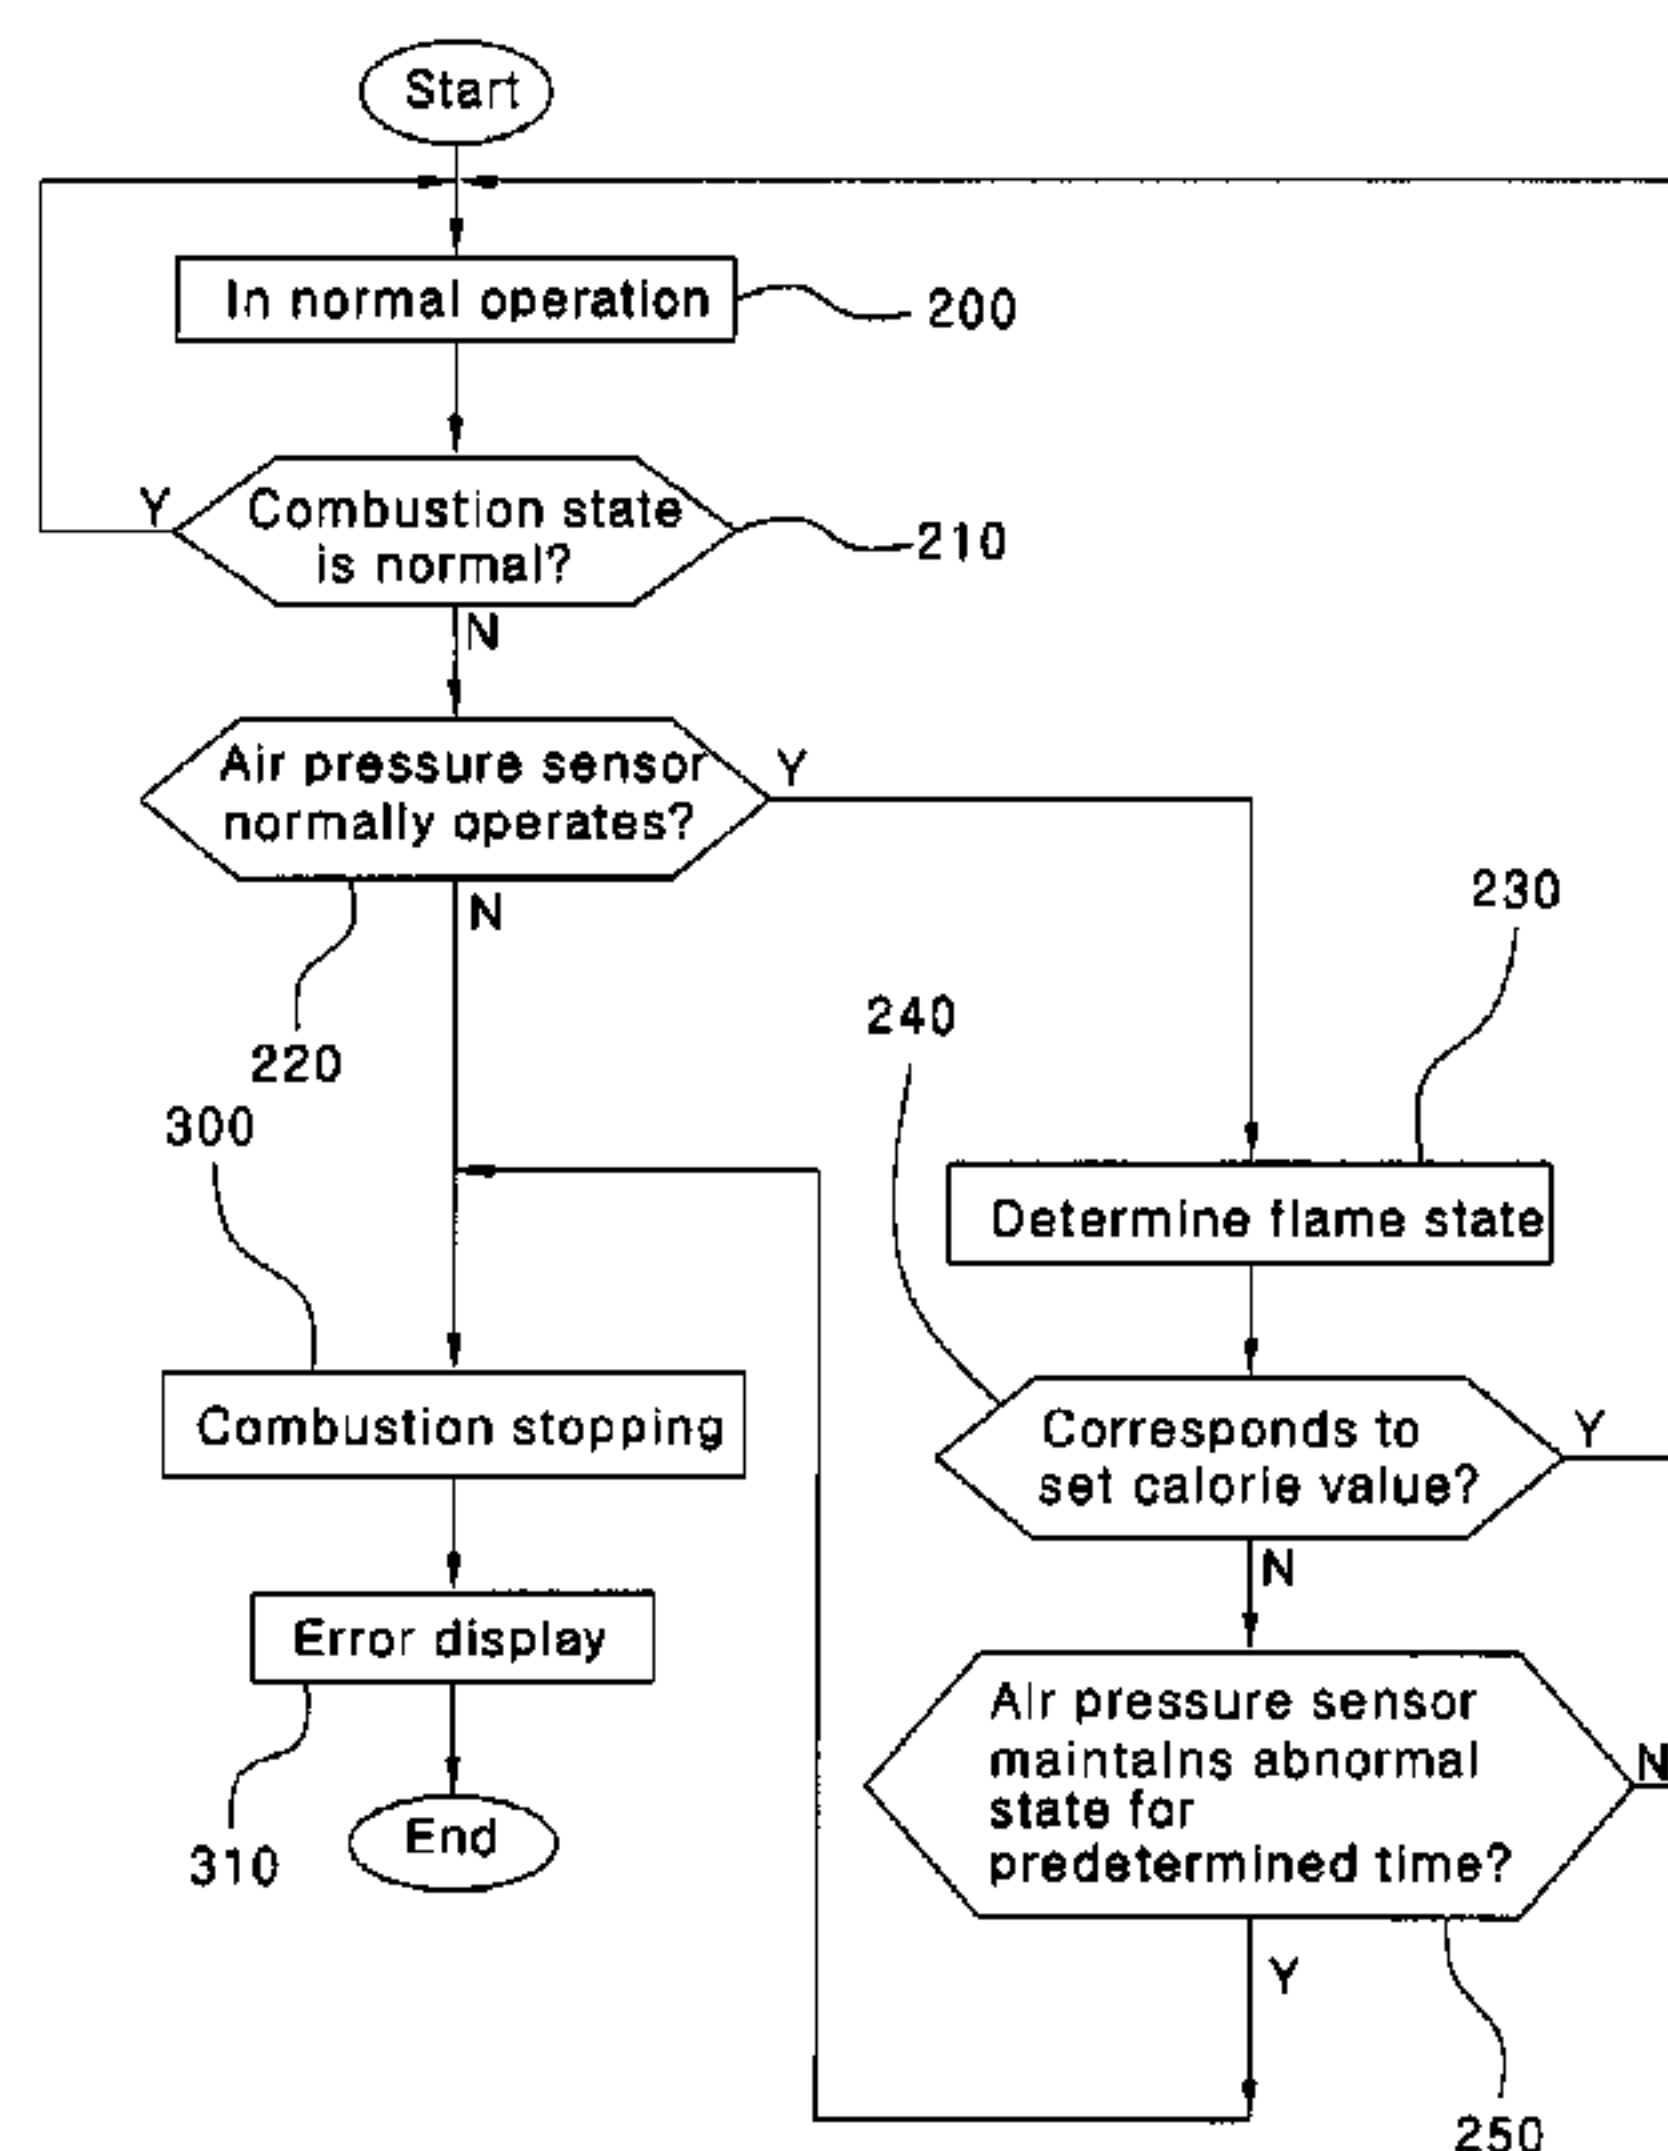 Start
In normal operation
200
Y
Combustion state
is normal?
210
N
Air pressure sensor
normally operates?
Y
N
220
230
240
300
Determine flame state
Combustion stopping
Corresponds to
set calorie value?
Y
N
Error display
Air pressure sensor
maintains abnormal
state for
predetermined time?
N
310
End
Y
250